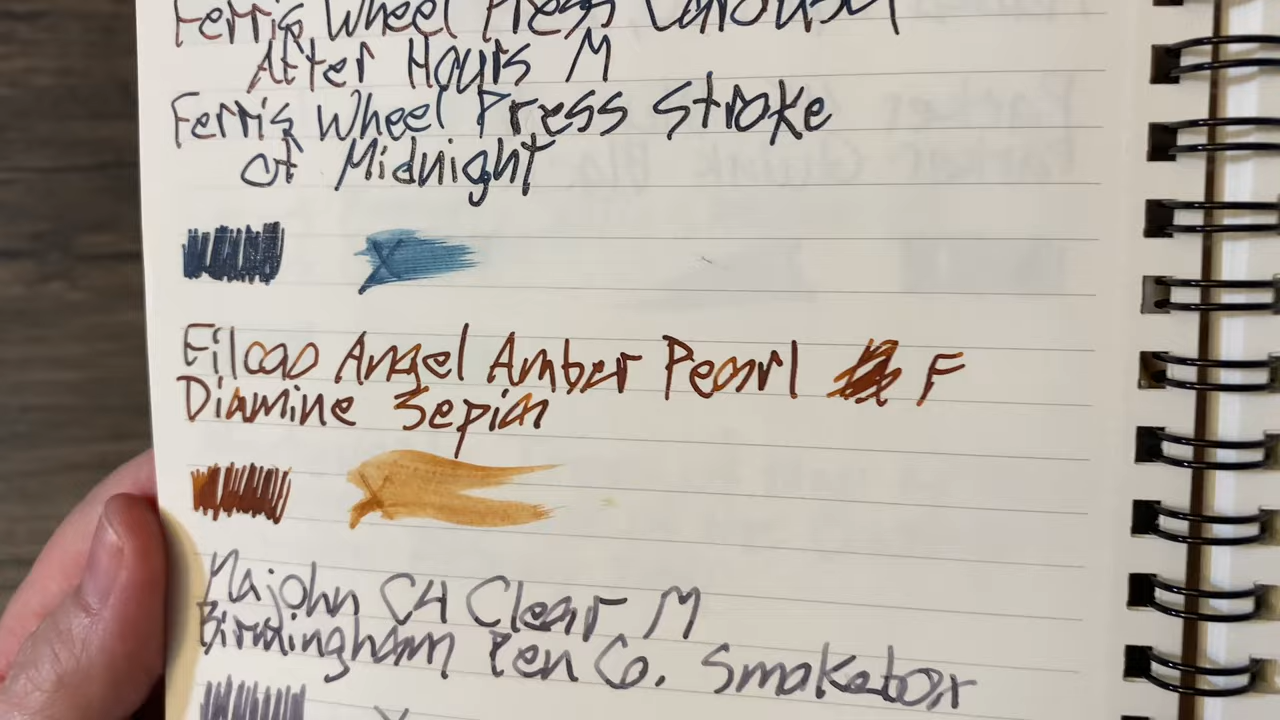 Ferris Wheel Press Carousel
After Hours M
Ferris Wheel Press Stroke
of Midnight
X
Filcao Angel Amber Pearl F
Diamine Sepia
X
Majohn C4 Clear M
Birmingham Pen Co. Smokebox